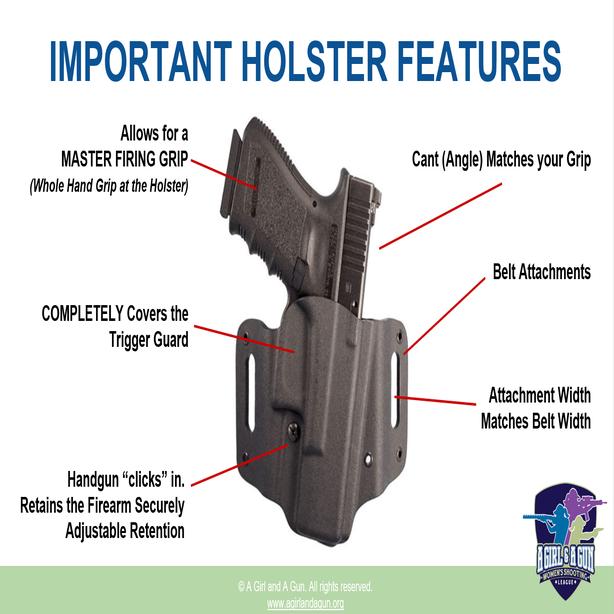 IMPORTANT HOLSTER FEATURES
Allows for a
MASTER FIRING GRIP
(Whole Hand Grip at the Holster)
Cant (Angle) Matches your Grip
Belt Attachments
COMPLETELY Covers the
Trigger Guard
Attachment Width
Matches Belt Width
Handgun “clicks” in.
Retains the Firearm Securely
Adjustable Retention
A GIRL & A GUN
WOMEN'S SHOOTING
LEAGUE
© A Girl and A Gun. All rights reserved.
www.agirlandagun.org